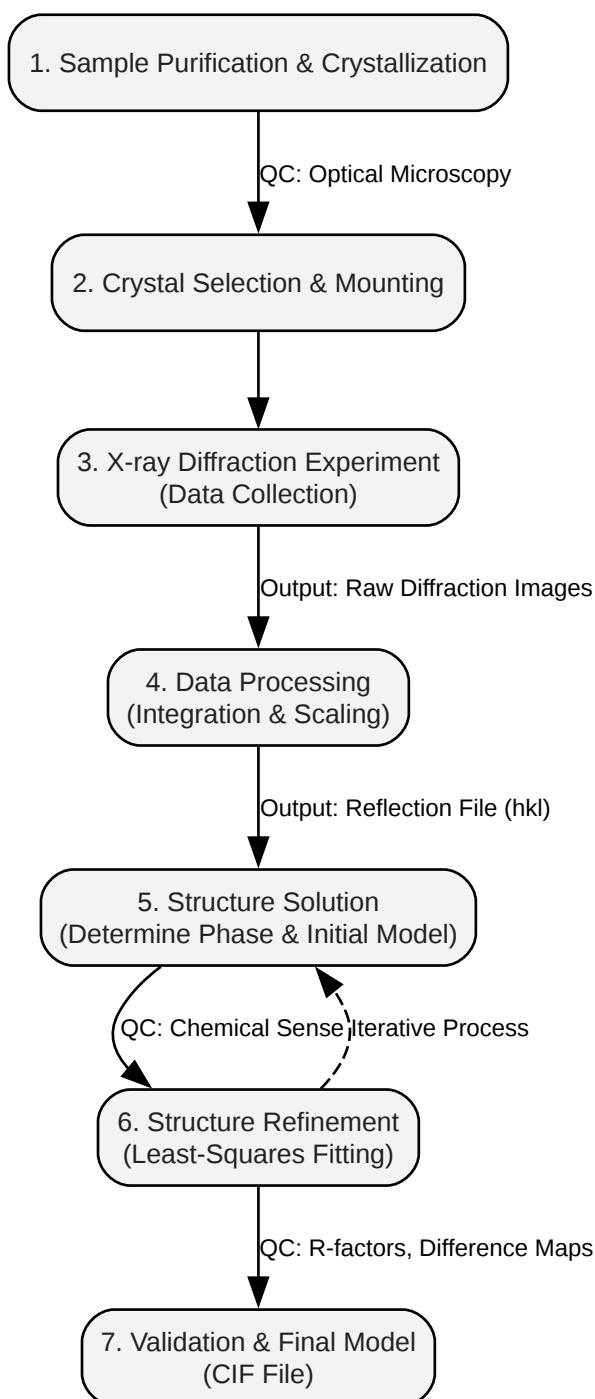 1. Sample Purification & Crystallization
QC: Optical Microscopy
2. Crystal Selection & Mounting
3. X-ray Diffraction Experiment
(Data Collection)
Output: Raw Diffraction Images
4. Data Processing
(Integration & Scaling)
Output: Reflection File (hkl)
5. Structure Solution
(Determine Phase & Initial Model)
QC: Chemical Sense
Iterative Process
6. Structure Refinement
(Least-Squares Fitting)
QC: R-factors, Difference Maps
7. Validation & Final Model
(CIF File)